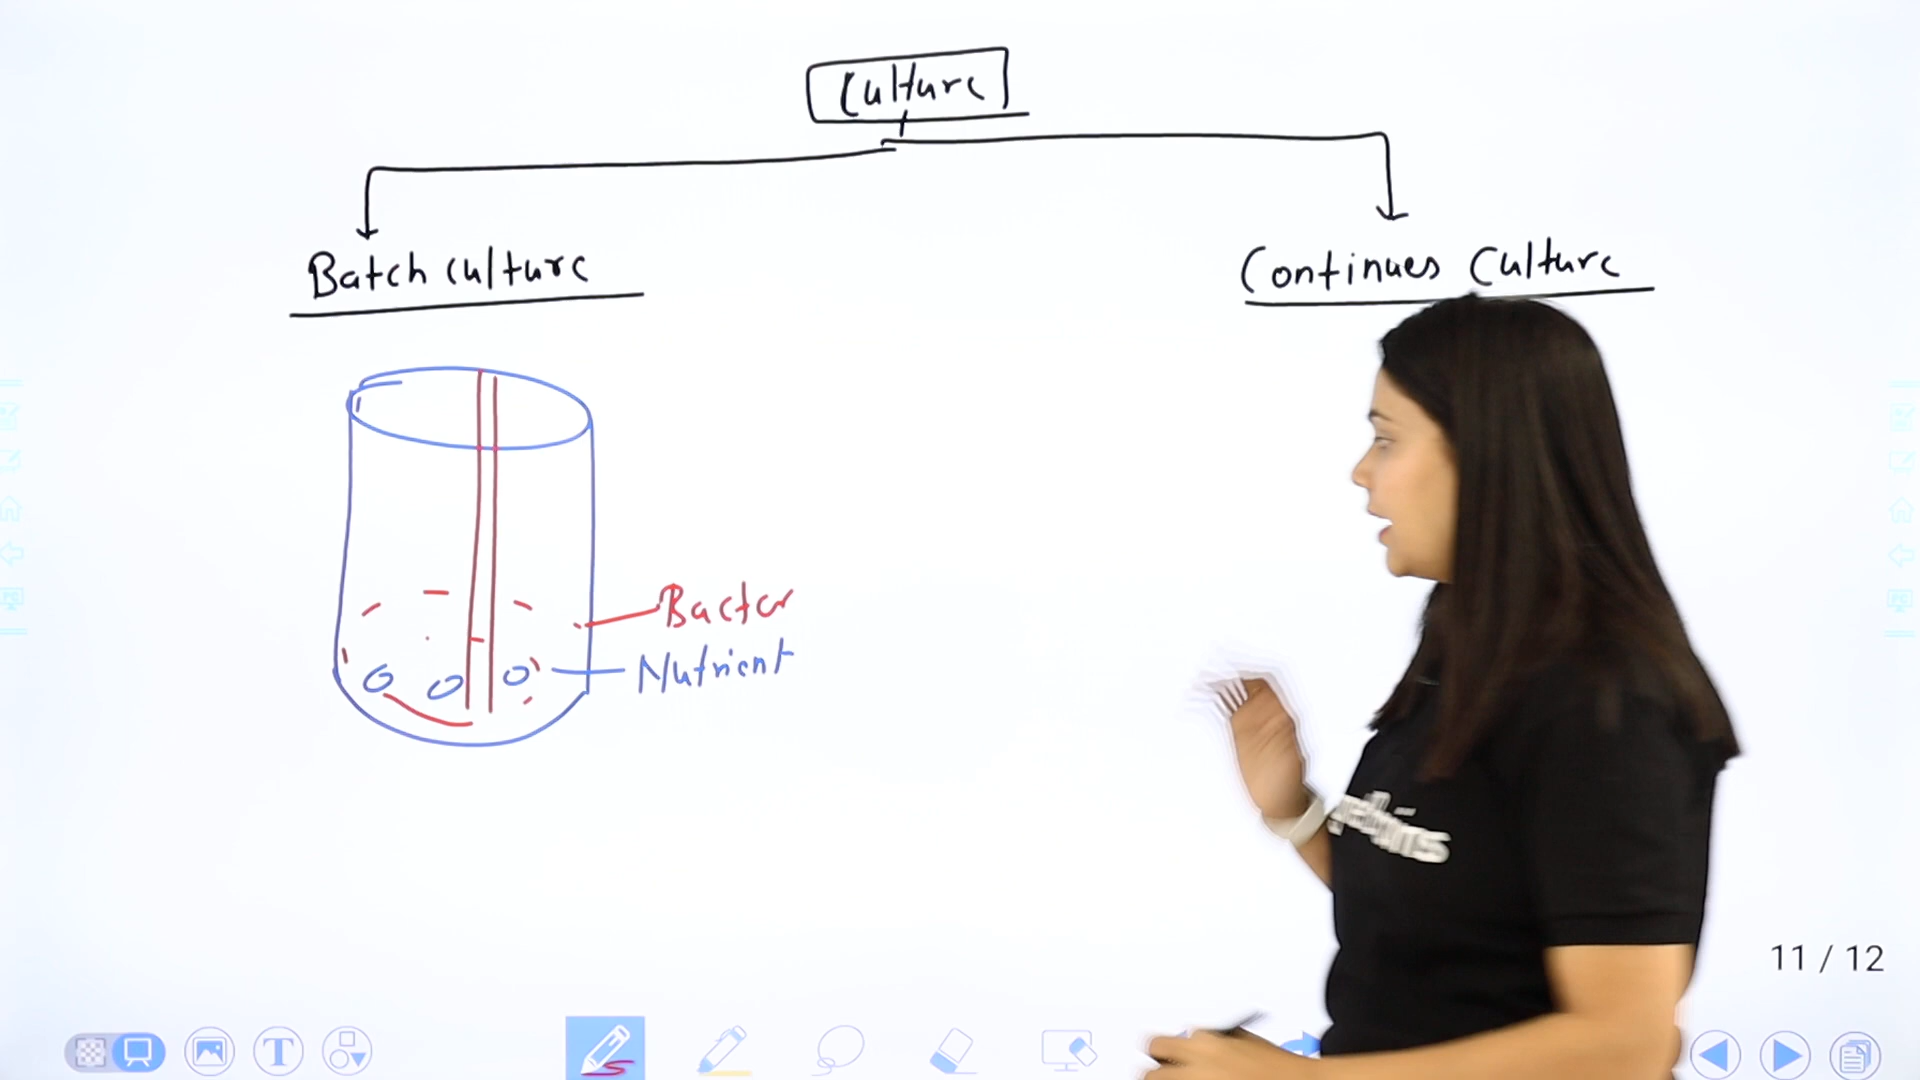 Culture
Batch culture
Continues Culture
Bacter
Nutrient
11 / 12
T